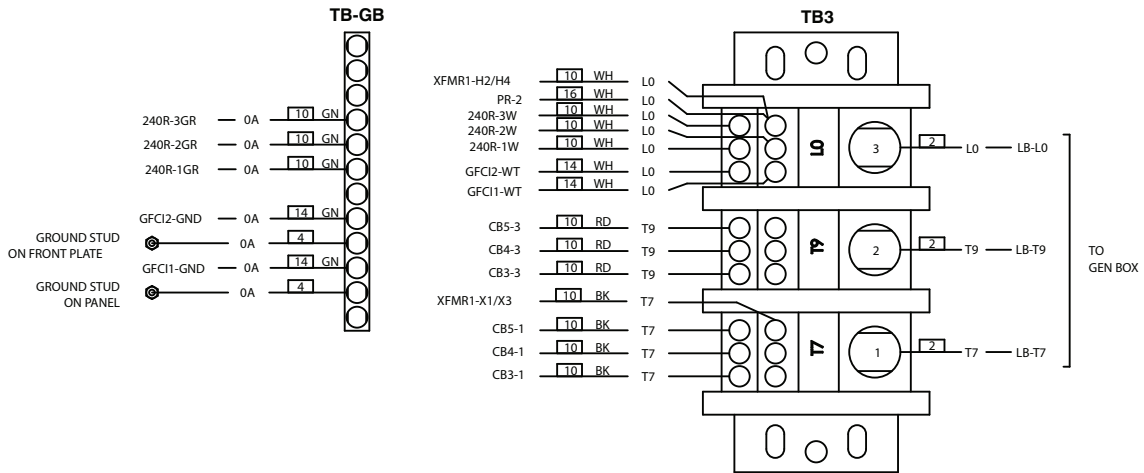 TB-GB
240R-3GR 0A 10 GN
240R-2GR 0A 10 GN
240R-1GR 0A 10 GN
GFCI2-GND 0A 14 GN
GROUND STUD
ON FRONT PLATE 0A 4
GFCI1-GND 0A 14 GN
GROUND STUD
ON PANEL 0A 4
TB3
XFMR1-H2/H4 10 WH L0
PR-2 16 WH L0
240R-3W 10 WH L0
240R-2W 10 WH L0
240R-1W 10 WH L0
GFCI2-WT 14 WH L0
GFCI1-WT 14 WH L0
L0 3 2 L0 LB-L0
CB5-3 10 RD T9
CB4-3 10 RD T9
CB3-3 10 RD T9
T9 2 2 T9 LB-T9
TO
GEN BOX
XFMR1-X1/X3 10 BK T7
CB5-1 10 BK T7
CB4-1 10 BK T7
CB3-1 10 BK T7
T7 1 2 T7 LB-T7